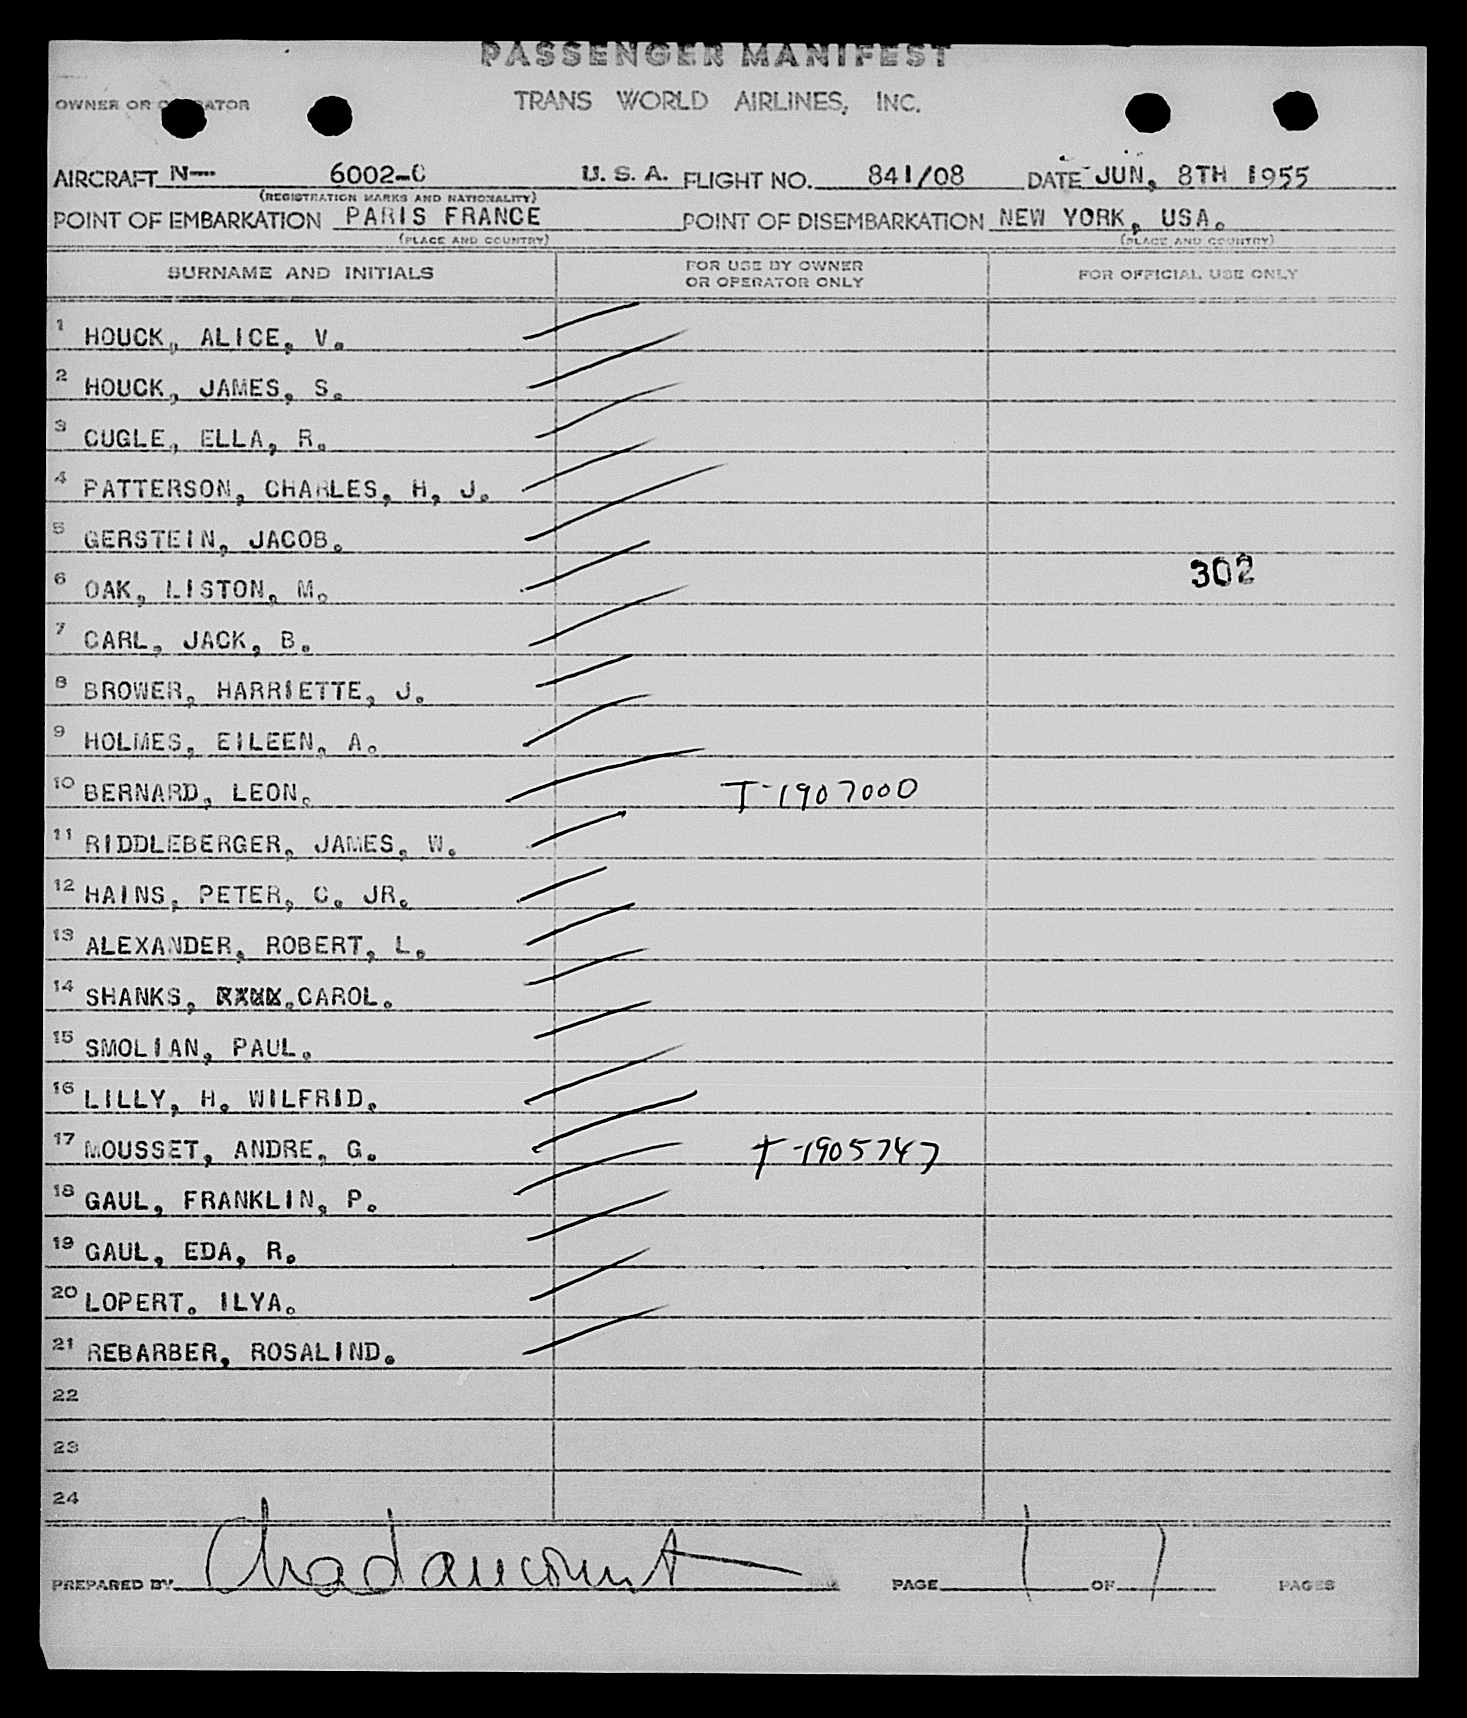 PASSENGER MANIFEST
OWNER OR OPERATOR
TRANS WORLD AIRLINES, INC.
AIRCRAFT N-- 6002-C U. S. A. FLIGHT NO. 841/08 DATE JUN, 8TH 1955
(REGISTRATION MARKS AND NATIONALITY)
POINT OF EMBARKATION PARIS FRANCE POINT OF DISEMBARKATION NEW YORK, USA.
(PLACE AND COUNTRY) (PLACE AND COUNTRY)
SURNAME AND INITIALS FOR USE BY OWNER OR OPERATOR ONLY FOR OFFICIAL USE ONLY
1 HOUCK, ALICE, V.
2 HOUCK, JAMES, S.
3 CUGLE, ELLA, R.
4 PATTERSON, CHARLES, H, J.
5 GERSTEIN, JACOB.
302
6 OAK, LISTON, M.
7 CARL, JACK, B.
8 BROWER, HARRIETTE, J.
9 HOLMES, EILEEN, A.
10 BERNARD, LEON. T-1907000
11 RIDDLEBERGER, JAMES, W.
12 HAINS, PETER, C. JR.
13 ALEXANDER, ROBERT, L.
14 SHANKS, CAROL.
15 SMOLIAN, PAUL.
16 LILLY, H. WILFRID.
17 MOUSSET, ANDRE, G. T-1905747
18 GAUL, FRANKLIN, P.
19 GAUL, EDA, R.
20 LOPERT. ILYA.
21 REBARBER, ROSALIND.
22
23
24
PREPARED BY PAGE 1 OF 1 PAGES